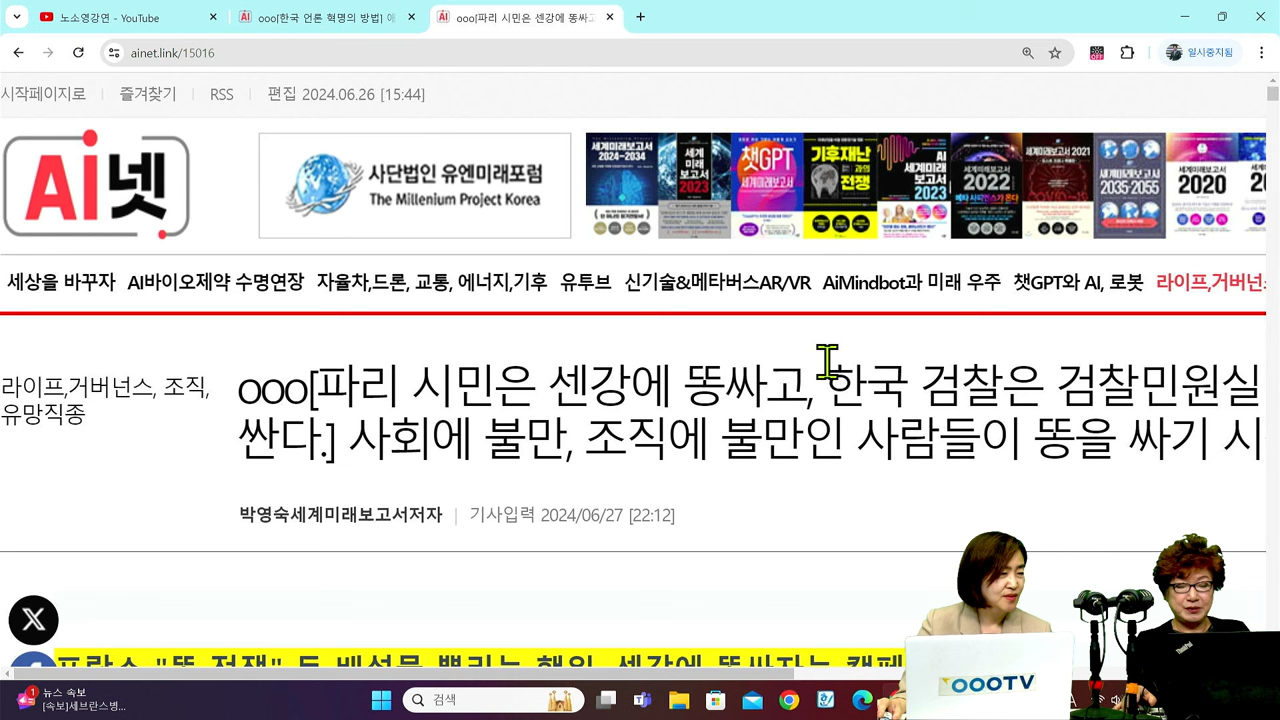 노소영강연 - YouTube
ooo[한국 언론 혁명의 방법]
ooo[파리 시민은 센강에 똥싸고
ainet.link/15016
일시중지됨
시작페이지로 | 즐겨찾기 | RSS | 편집 2024.06.26 [15:44]
Ai넷
사단법인 유엔미래포럼
The Millenium Project Korea
세계미래보고서 2024-2034
세계미래보고서 2023
챗GPT 세계미래보고서
기후재난과의 전쟁
AI 세계미래보고서 2023
세계미래보고서 2022
메타 사피엔스가 온다
세계미래보고서 2021
세계미래보고서 2035-2055
세계미래보고서 2020
세상을 바꾸자 AI바이오제약 수명연장 자율차,드론, 교통, 에너지,기후 유투브 신기술&메타버스AR/VR AiMindbot과 미래 우주 챗GPT와 AI, 로봇 라이프,거버넌스
라이프,거버넌스, 조직,
유망직종
ooo[파리 시민은 센강에 똥싸고, 한국 검찰은 검찰민원실
싼다.] 사회에 불만, 조직에 불만인 사람들이 똥을 싸기 시
박영숙세계미래보고서저자 | 기사입력 2024/06/27 [22:12]
X
OOOTV
ThinkPad
검색
뉴스 속보
[속보]세브란스병...
1
A